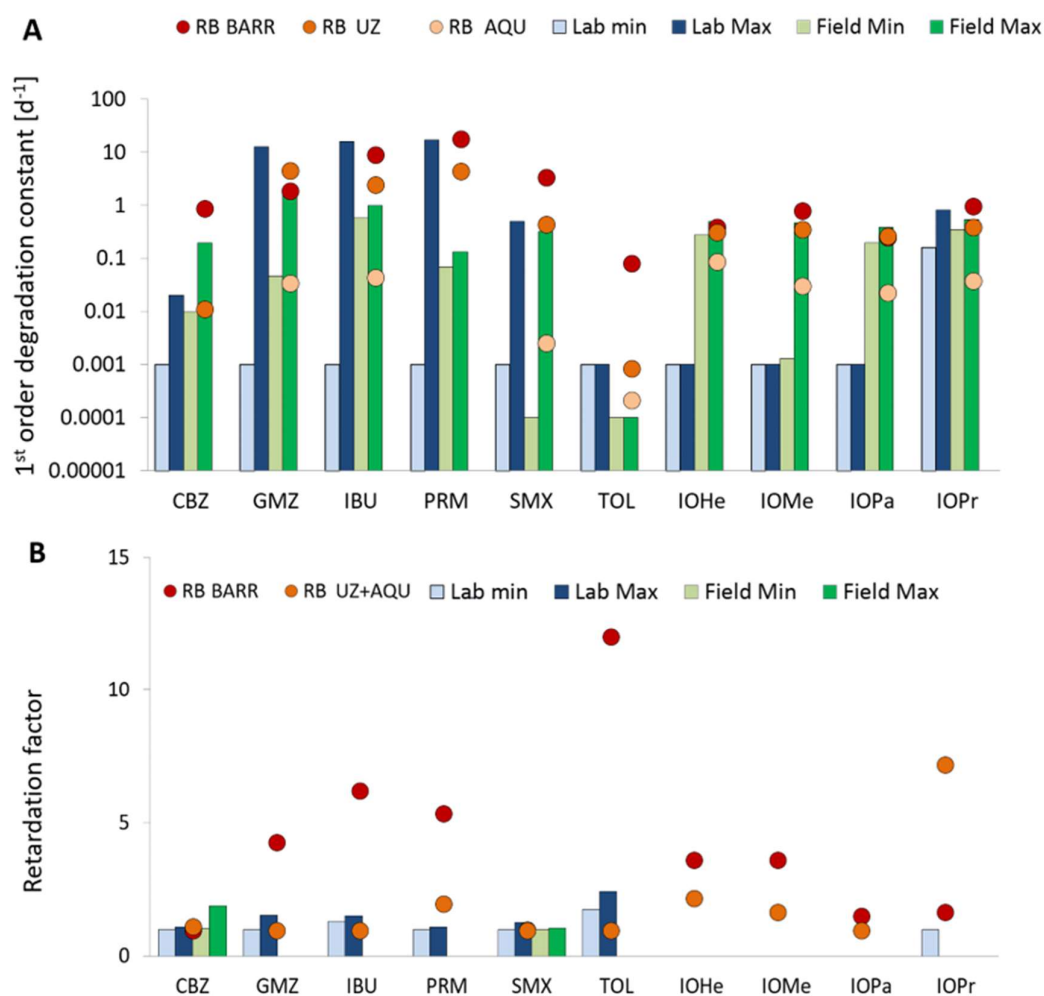 A
RB BARR RB UZ RB AQU Lab min Lab Max Field Min Field Max
1st order degradation constant [d-1]
100
10
1
0.1
0.01
0.001
0.0001
0.00001
CBZ GMZ IBU PRM SMX TOL IOHe IOMe IOPa IOPr
B
RB BARR RB UZ+AQU Lab min Lab Max Field Min Field Max
Retardation factor
15
10
5
0
CBZ GMZ IBU PRM SMX TOL IOHe IOMe IOPa IOPr